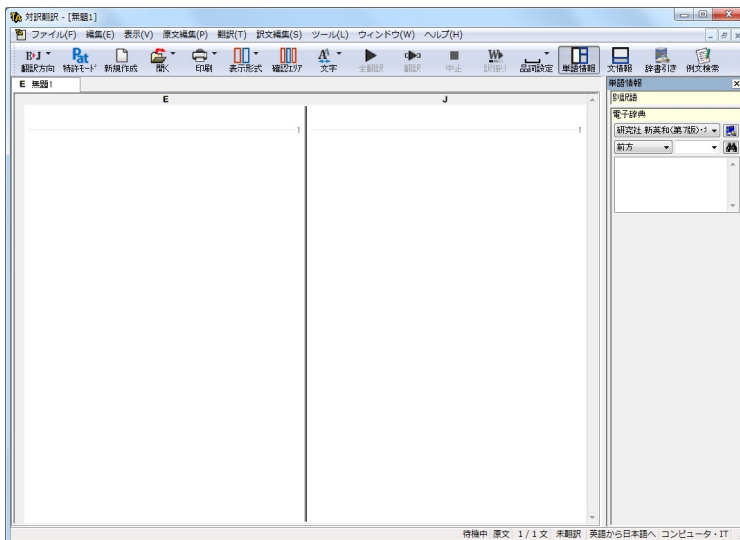 対訳翻訳 - [無題1]
ファイル(F) 編集(E) 表示(V) 原文編集(P) 翻訳(T) 訳文編集(S) ツール(L) ウィンドウ(W) ヘルプ(H)
E›J Pat
翻訳方向 特許モード 新規作成 開く 印刷 表示形式 確認エリア 文字 全翻訳 翻訳 中止 訳振り 品詞設定 単語情報 文情報 辞書引き 例文検索
E 無題1
E J
1 1
単語情報
別訳語
電子辞典
研究社 新英和(第7版)・
前方
待機中 原文 1 / 1 文 未翻訳 英語から日本語へ コンピュータ・IT